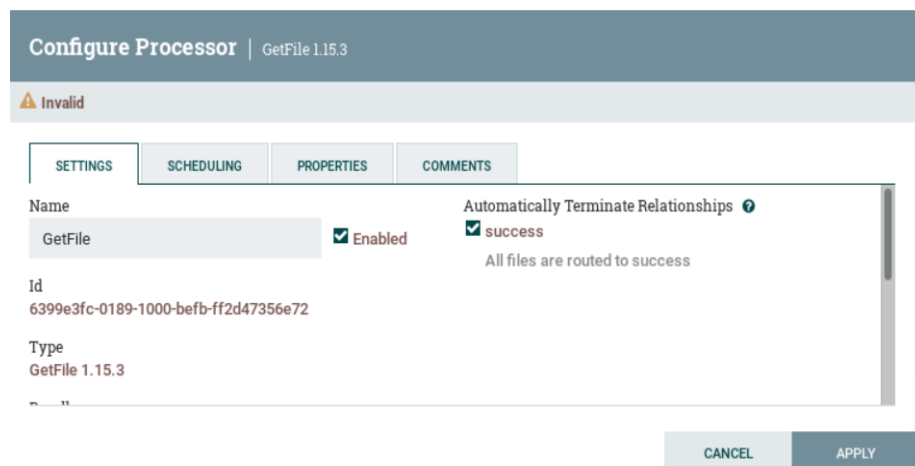 Configure Processor | GetFile 1.15.3
Invalid
SETTINGS SCHEDULING PROPERTIES COMMENTS
Name
GetFile
Enabled
Id
6399e3fc-0189-1000-befb-ff2d47356e72
Type
GetFile 1.15.3
Automatically Terminate Relationships
success
All files are routed to success
CANCEL APPLY